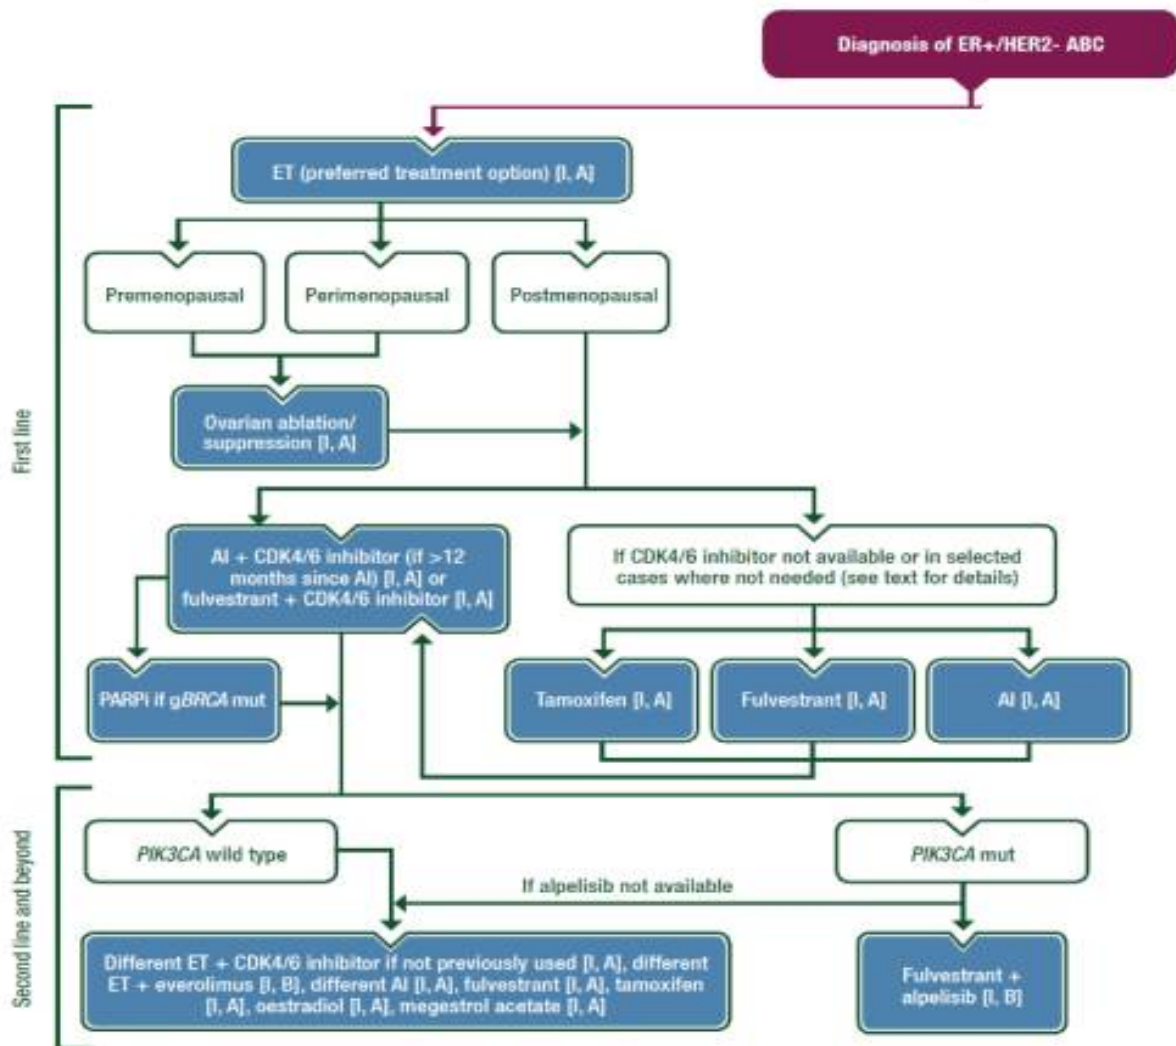 Diagnosis of ER+/HER2- ABC
First line
ET (preferred treatment option) [I, A]
Premenopausal
Perimenopausal
Postmenopausal
Ovarian ablation/
suppression [I, A]
AI + CDK4/6 inhibitor (if >12
months since AI) [I, A] or
fulvestrant + CDK4/6 inhibitor [I, A]
If CDK4/6 inhibitor not available or in selected
cases where not needed (see text for details)
PARPi if gBRCA mut
Tamoxifen [I, A]
Fulvestrant [I, A]
AI [I, A]
Second line and beyond
PIK3CA wild type
PIK3CA mut
If alpelisib not available
Different ET + CDK4/6 inhibitor if not previously used [I, A], different
ET + everolimus [I, B], different AI [I, A], fulvestrant [I, A], tamoxifen
[I, A], oestradiol [I, A], megestrol acetate [I, A]
Fulvestrant +
alpelisib [I, B]